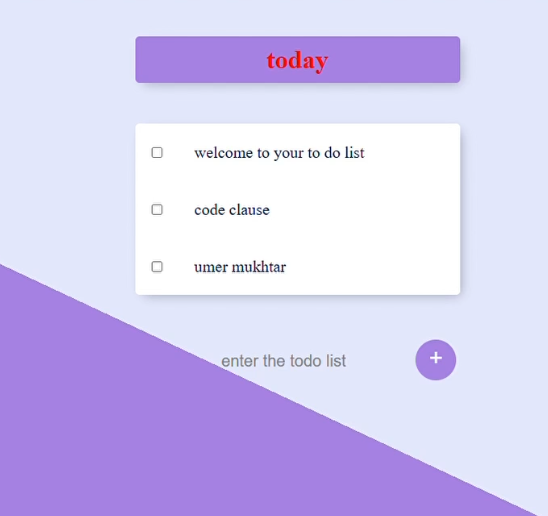 today
welcome to your to do list
code clause
umer mukhtar
enter the todo list
+